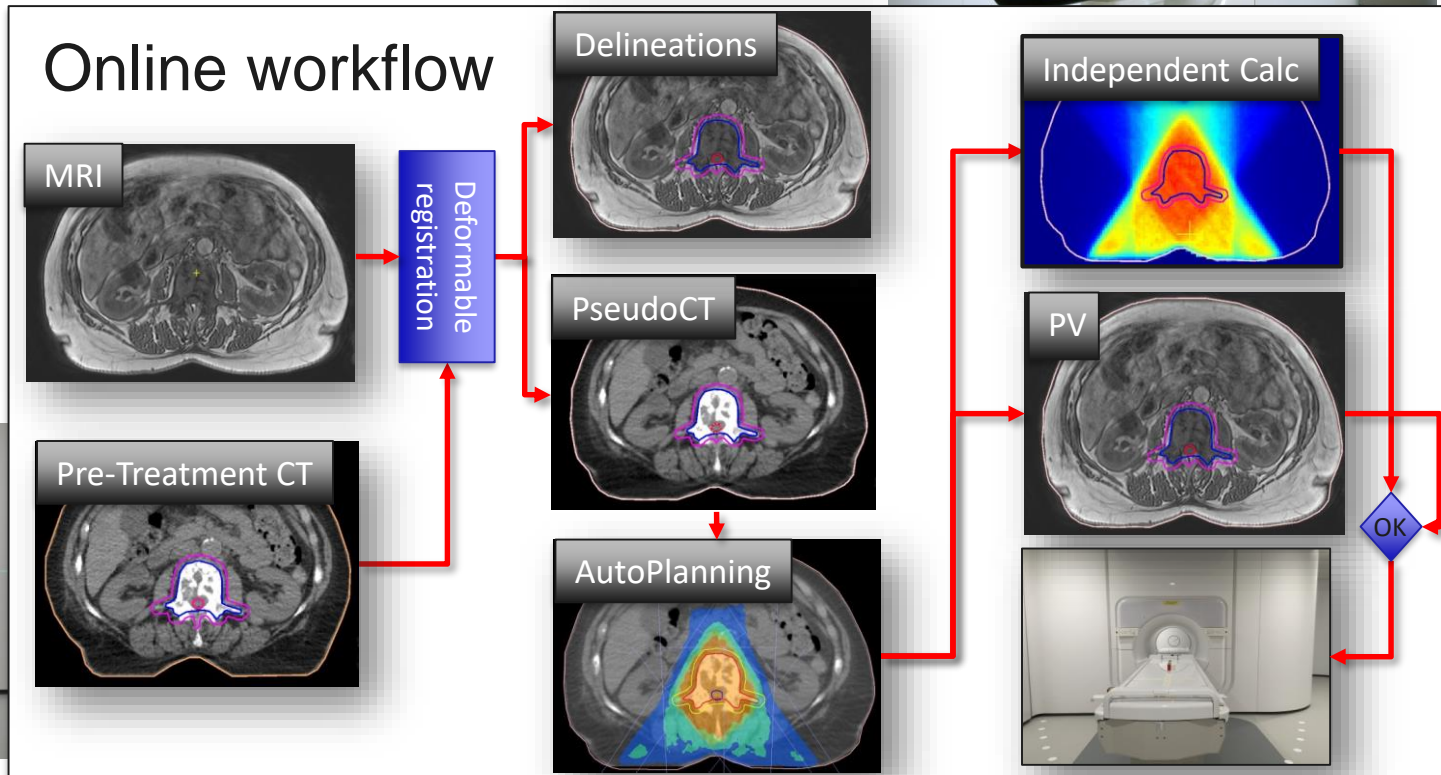 Online workflow
MRI
Pre-Treatment CT
Deformable
registration
Delineations
PseudoCT
AutoPlanning
Independent Calc
PV
OK